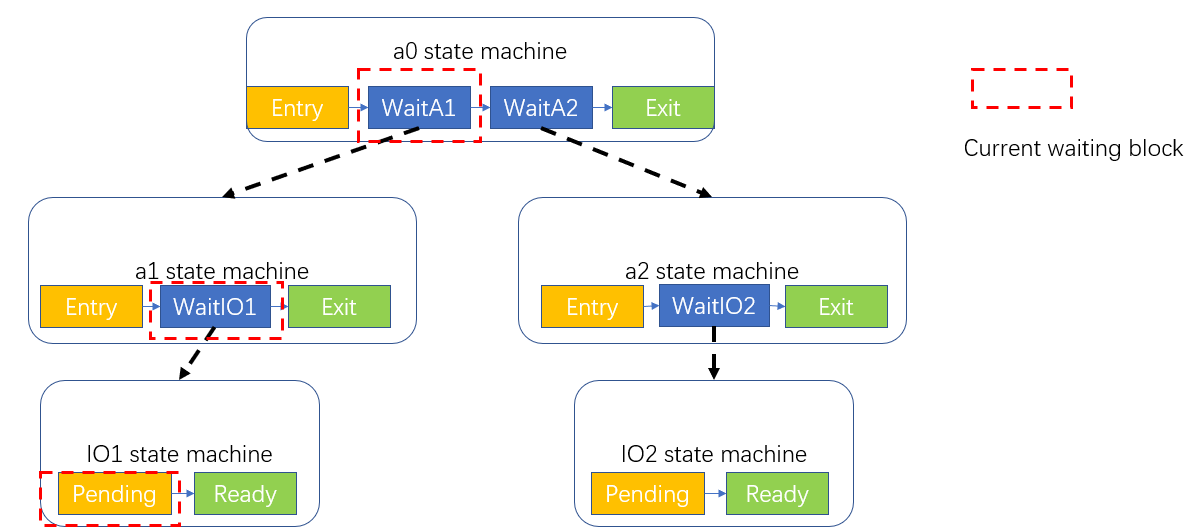 a0 state machine
Entry
WaitA1
WaitA2
Exit
Current waiting block
a1 state machine
Entry
WaitIO1
Exit
a2 state machine
Entry
WaitIO2
Exit
IO1 state machine
Pending
Ready
IO2 state machine
Pending
Ready